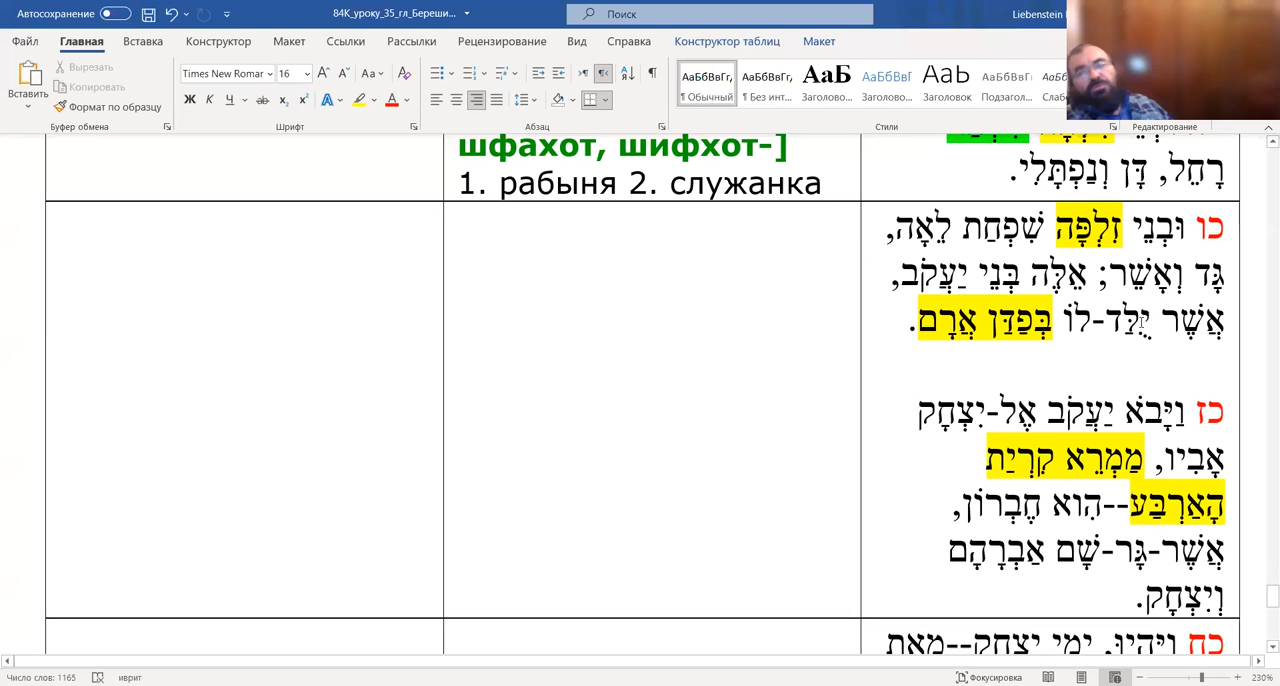 Автосохранение
84K_уроку_35_гл_Береши...
Поиск
Liebenstein
Файл Главная Вставка Конструктор Макет Ссылки Рассылки Рецензирование Вид Справка Конструктор таблиц Макет
Вставить
Вырезать
Копировать
Формат по образцу
Буфер обмена
Times New Roman 16
Шрифт
Абзац
АаБбВвГг, АаБбВвГг, АаБ АаБбВвГ АаЬ АаБбВвГ
¶ Обычный ¶ Без инт... Заголово... Заголово... Заголовок Подзагол...
Стили
Редактирование
шфахот, шифхот-]
1. рабыня 2. служанка
רָחֵל, דָּן וְנַפְתָּלִי.
כו וּבְנֵי זִלְפָּה שִׁפְחַת לֵאָה,
גָּד וְאָשֵׁר; אֵלֶּה בְּנֵי יַעֲקֹב,
אֲשֶׁר יֻלַּד-לוֹ בְּפַדַּן אֲרָם.
כז וַיָּבֹא יַעֲקֹב אֶל-יִצְחָק
אָבִיו, מַמְרֵא קִרְיַת
הָאַרְבַּע--הִוא חֶבְרוֹן,
אֲשֶׁר-גָּר-שָׁם אַבְרָהָם
וְיִצְחָק.
כח וַיִּהְיוּ, יְמֵי יִצְחָק--מְאַת
Число слов: 1165 иврит Фокусировка 230%